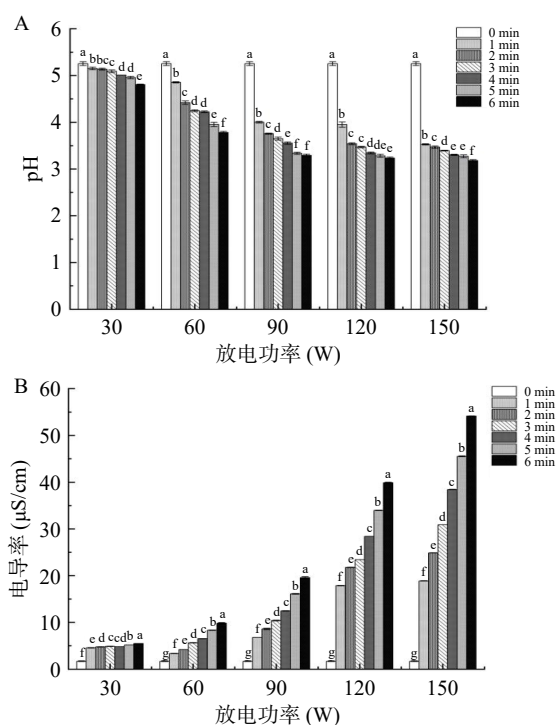 A
6
5
4
3
2
1
0
pH
a bb b c c d e
a b c d d e f
a b c d e f f
a b c c d de e
a b c d e e f
0 min
1 min
2 min
3 min
4 min
5 min
6 min
30 60 90 120 150
放电功率 (W)
B
60
50
40
30
20
10
0
电导率 (μS/cm)
f e d c cd b a
g f e d c b a
g f e d c b a
g f e d c b a
g f e d c b a
0 min
1 min
2 min
3 min
4 min
5 min
6 min
30 60 90 120 150
放电功率 (W)